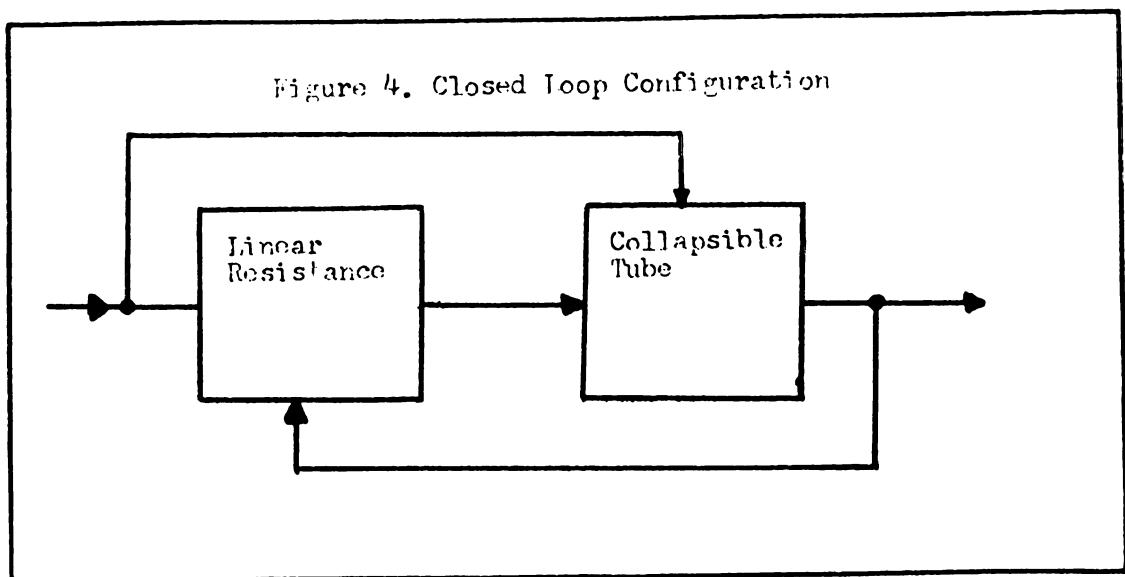 Figure 4. Closed Loop Configuration
Linear
Resistance
Collapsible
Tube